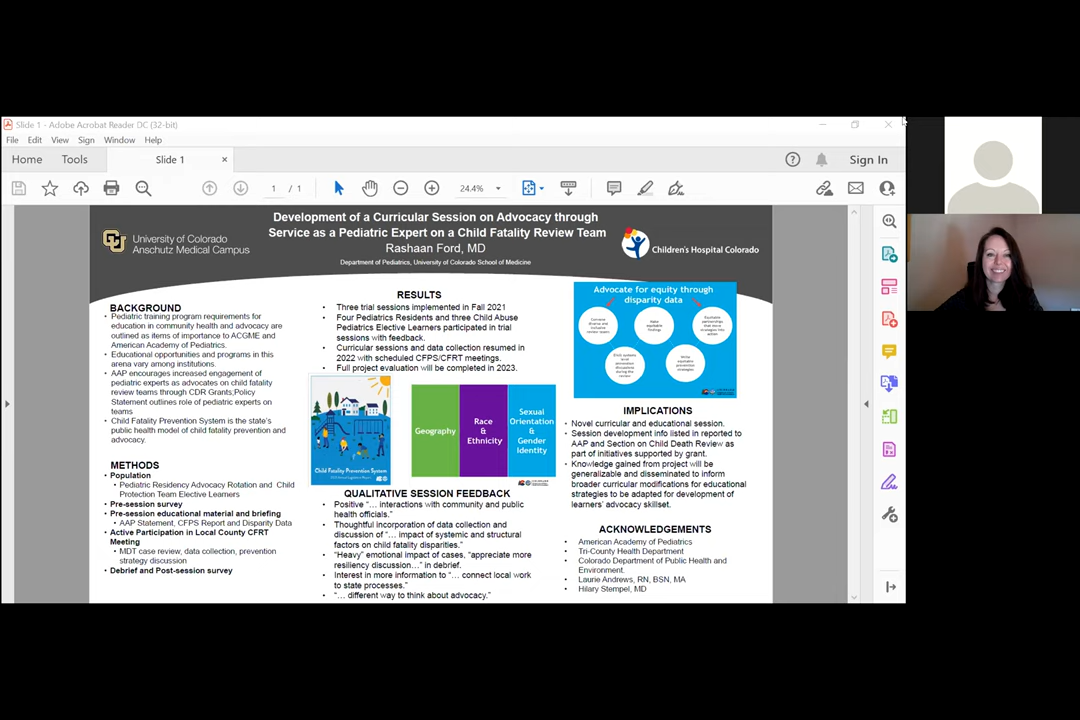 Slide 1 - Adobe Acrobat Reader DC (32-bit)
File Edit View Sign Window Help
Home Tools Slide 1 × Sign In
1 / 1 24.4%
Development of a Curricular Session on Advocacy through
Service as a Pediatric Expert on a Child Fatality Review Team
Rashaan Ford, MD
Department of Pediatrics, University of Colorado School of Medicine
CU
University of Colorado
Anschutz Medical Campus
Children's Hospital Colorado
BACKGROUND
• Pediatric training program requirements for
education in community health and advocacy are
outlined as items of importance to ACGME and
American Academy of Pediatrics.
• Educational opportunities and programs in this
area vary among institutions.
• AAP encourages increased engagement of
pediatric experts as advocates on child fatality
review teams through CDR Grants;Policy
Statement outlines role of pediatric experts on
teams
• Child Fatality Prevention System is the state's
public health model of child fatality prevention and
advocacy.
METHODS
• Population
• Pediatric Residency Advocacy Rotation and Child
Protection Team Elective Learners
• Pre-session survey
• Pre-session educational material and briefing
• AAP Statement, CFPS Report and Disparity Data
• Active Participation in Local County CFRT
Meeting
• MDT case review, data collection, prevention
strategy discussion
• Debrief and Post-session survey
RESULTS
• Three trial sessions implemented in Fall 2021
• Four Pediatrics Residents and three Child Abuse
Pediatrics Elective Learners participated in trial
sessions with feedback.
• Curricular sessions and data collection resumed in
2022 with scheduled CFPS/CFRT meetings.
• Full project evaluation will be completed in 2023.
Child Fatality Prevention System
Geography
Race
&
Ethnicity
Sexual
Orientation
&
Gender
Identity
QUALITATIVE SESSION FEEDBACK
• Positive "… interactions with community and public
health officials."
• Thoughtful incorporation of data collection and
discussion of "… impact of systemic and structural
factors on child fatality disparities."
• "Heavy" emotional impact of cases, "appreciate more
resiliency discussion…" in debrief.
• Interest in more information to "… connect local work
to state processes."
• "… different way to think about advocacy."
Advocate for equity through
disparity data
IMPLICATIONS
• Novel curricular and educational session.
• Session development info listed in reported to
AAP and Section on Child Death Review as
part of initiatives supported by grant.
• Knowledge gained from project will be
generalizable and disseminated to inform
broader curricular modifications for educational
strategies to be adapted for development of
learners' advocacy skillset.
ACKNOWLEDGEMENTS
• American Academy of Pediatrics
• Tri-County Health Department
• Colorado Department of Public Health and
Environment.
• Laurie Andrews, RN, BSN, MA
• Hilary Stempel, MD